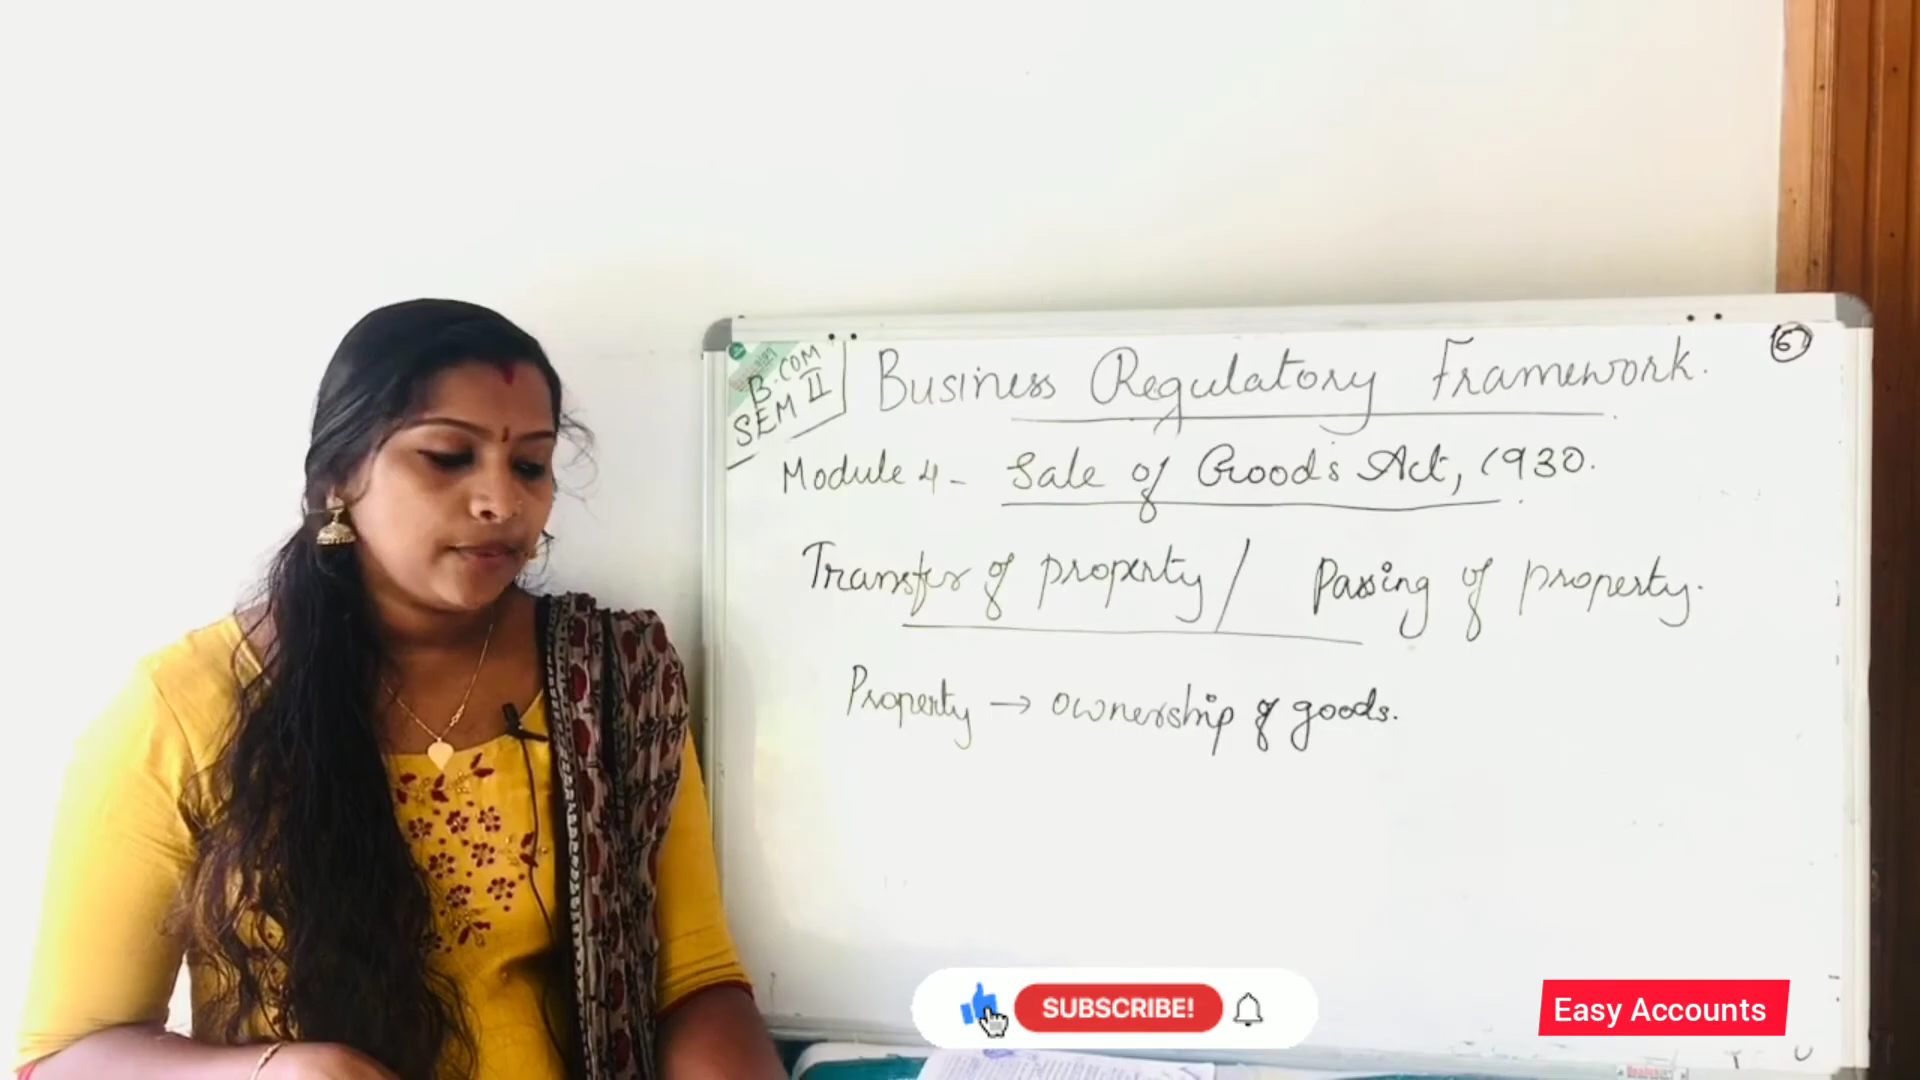 B.COM
SEM II
Business Regulatory Framework.
6
Module 4 - Sale of Goods Act, 1930.
Transfer of property / Passing of property.
Property → ownership of goods.
SUBSCRIBE!
Easy Accounts